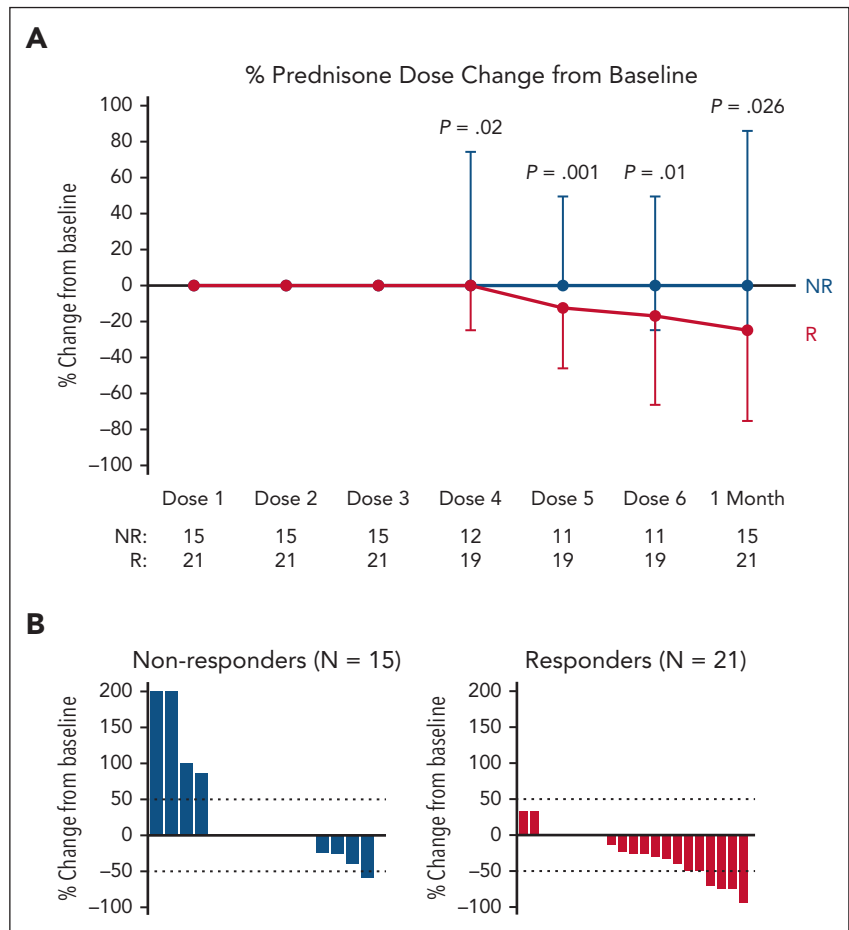 A
% Prednisone Dose Change from Baseline
% Change from baseline
100
80
60
40
20
0
–20
–40
–60
–80
–100
P = .02
P = .001
P = .01
P = .026
NR
R
Dose 1 Dose 2 Dose 3 Dose 4 Dose 5 Dose 6 1 Month
NR: 15 15 15 12 11 11 15
R: 21 21 21 19 19 19 21
B
Non-responders (N = 15)
% Change from baseline
200
150
100
50
0
–50
–100
Responders (N = 21)
% Change from baseline
200
150
100
50
0
–50
–100